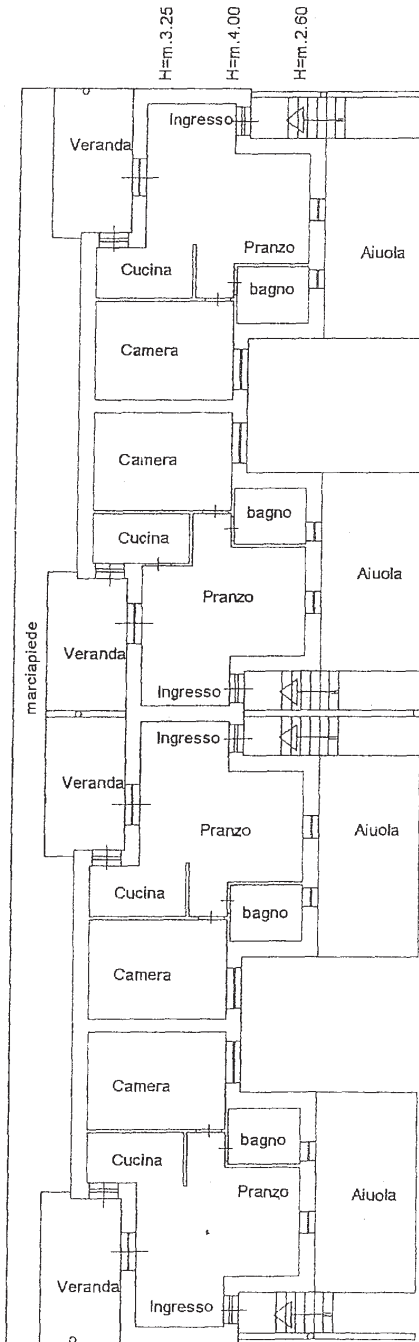 H=m.3.25
H=m.4.00
H=m.2.60
Ingresso
Veranda
Pranzo
Aiuola
Cucina
bagno
Camera
Camera
bagno
Cucina
Aiuola
Pranzo
marciapiede
Veranda
Ingresso
Ingresso
Veranda
Pranzo
Aiuola
Cucina
bagno
Camera
Camera
bagno
Cucina
Pranzo
Aiuola
Veranda
Ingresso